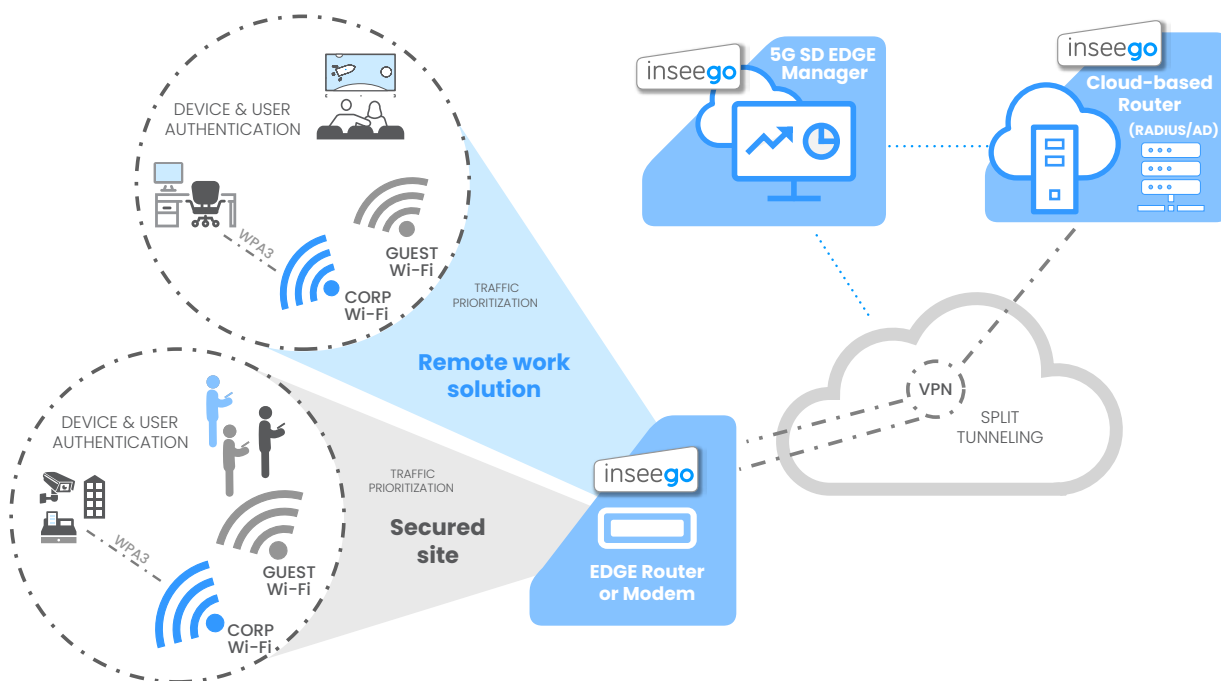 DEVICE & USER
AUTHENTICATION
WPA3
GUEST
Wi-Fi
CORP
Wi-Fi
TRAFFIC
PRIORITIZATION
Remote work
solution
DEVICE & USER
AUTHENTICATION
WPA3
GUEST
Wi-Fi
CORP
Wi-Fi
TRAFFIC
PRIORITIZATION
Secured
site
inseego
EDGE Router
or Modem
inseego
5G SD EDGE
Manager
inseego
Cloud-based
Router
(RADIUS/AD)
VPN
SPLIT
TUNNELING